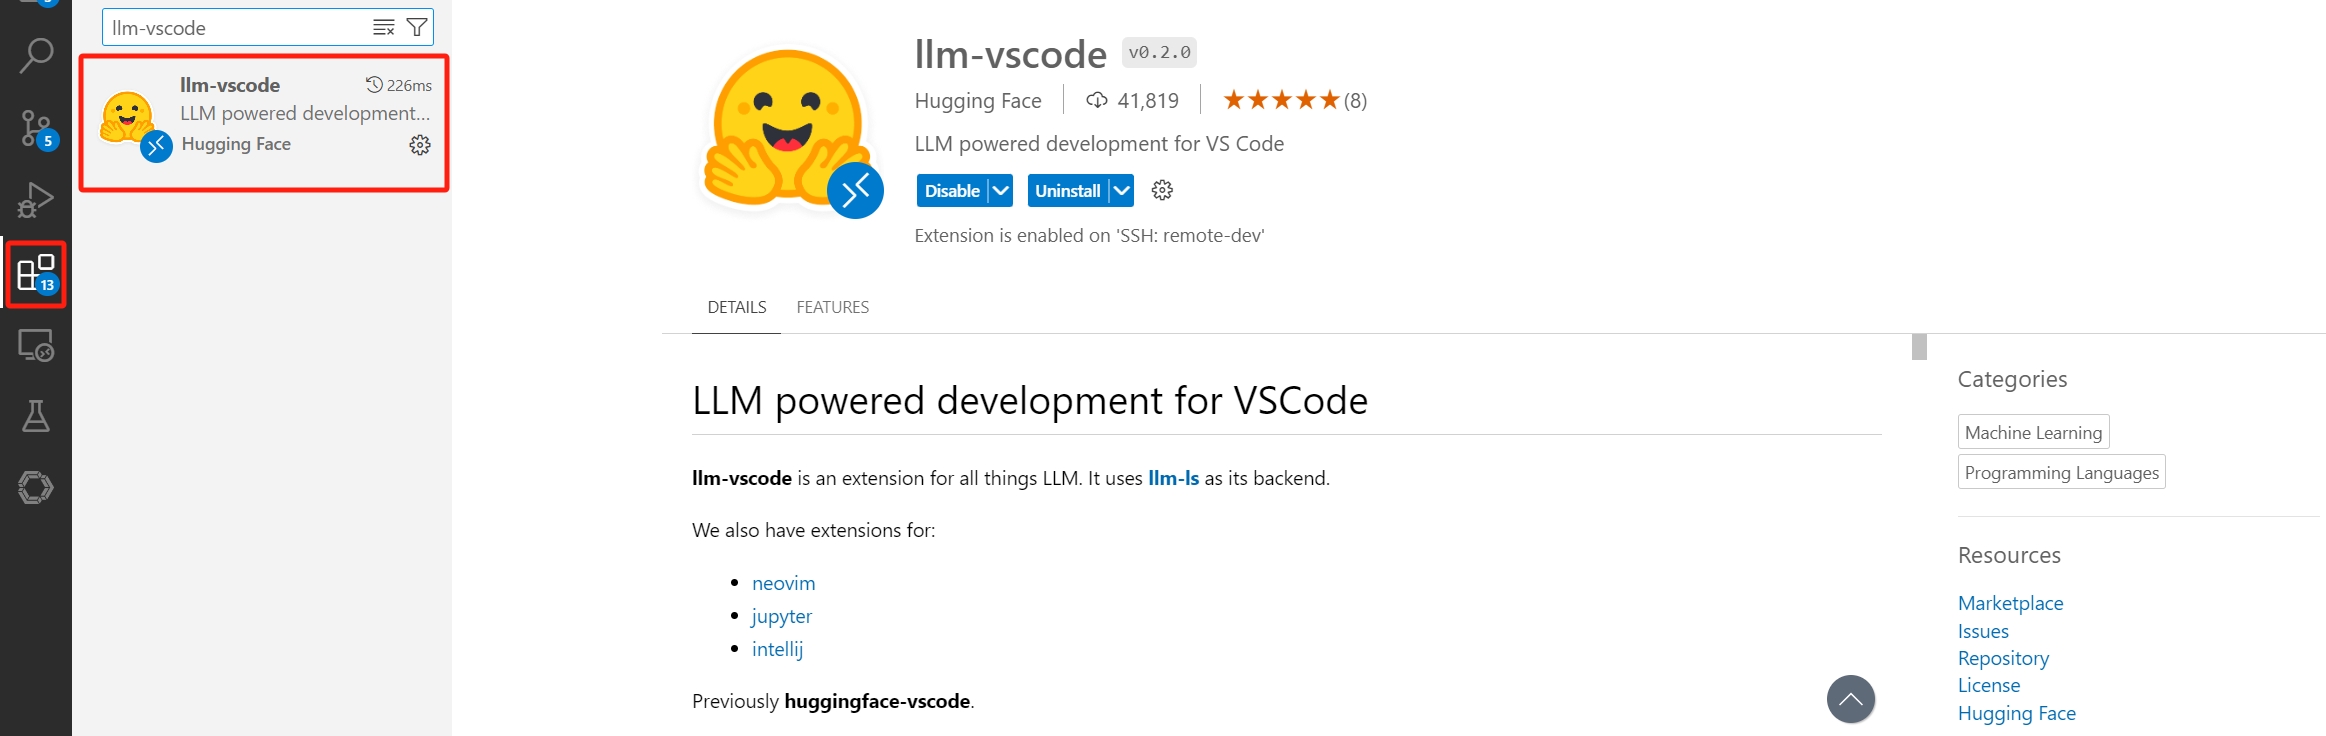 llm-vscode
llm-vscode 226ms
LLM powered development...
Hugging Face
5
13
llm-vscode v0.2.0
Hugging Face 41,819 (8)
LLM powered development for VS Code
Disable Uninstall
Extension is enabled on 'SSH: remote-dev'
DETAILS FEATURES
LLM powered development for VSCode
llm-vscode is an extension for all things LLM. It uses llm-ls as its backend.
We also have extensions for:
neovim
jupyter
intellij
Previously huggingface-vscode.
Categories
Machine Learning
Programming Languages
Resources
Marketplace
Issues
Repository
License
Hugging Face